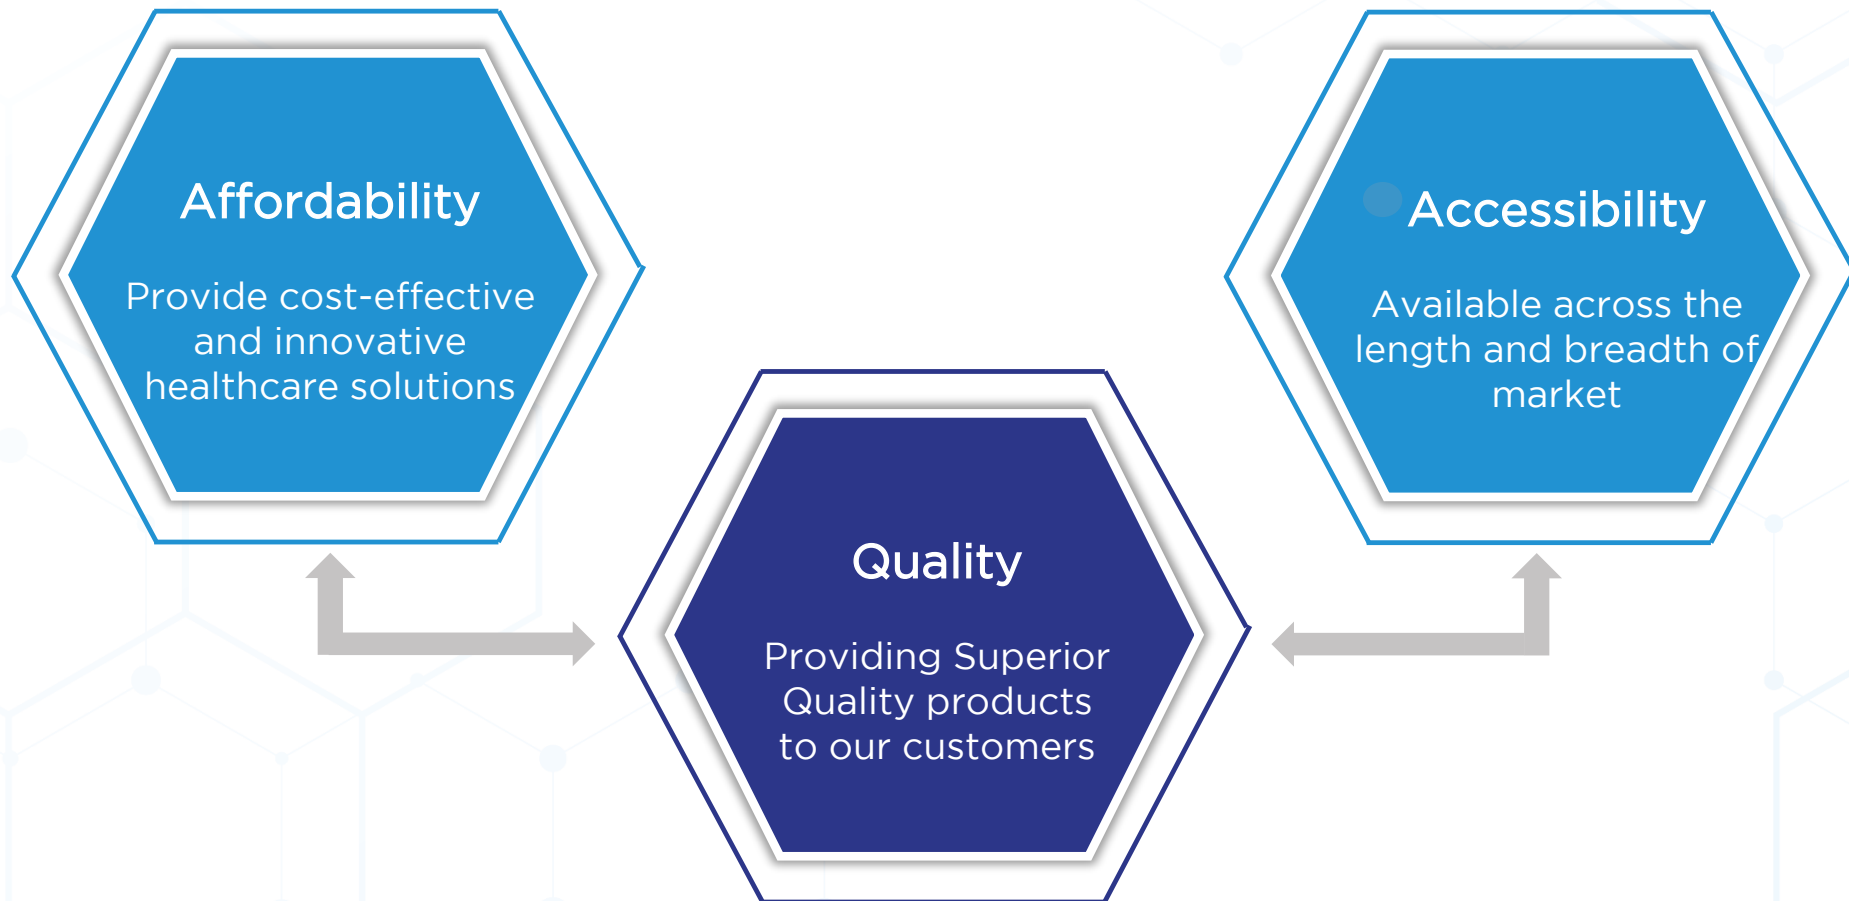 Affordability
Provide cost-effective
and innovative
healthcare solutions
Quality
Providing Superior
Quality products
to our customers
Accessibility
Available across the
length and breadth of
market